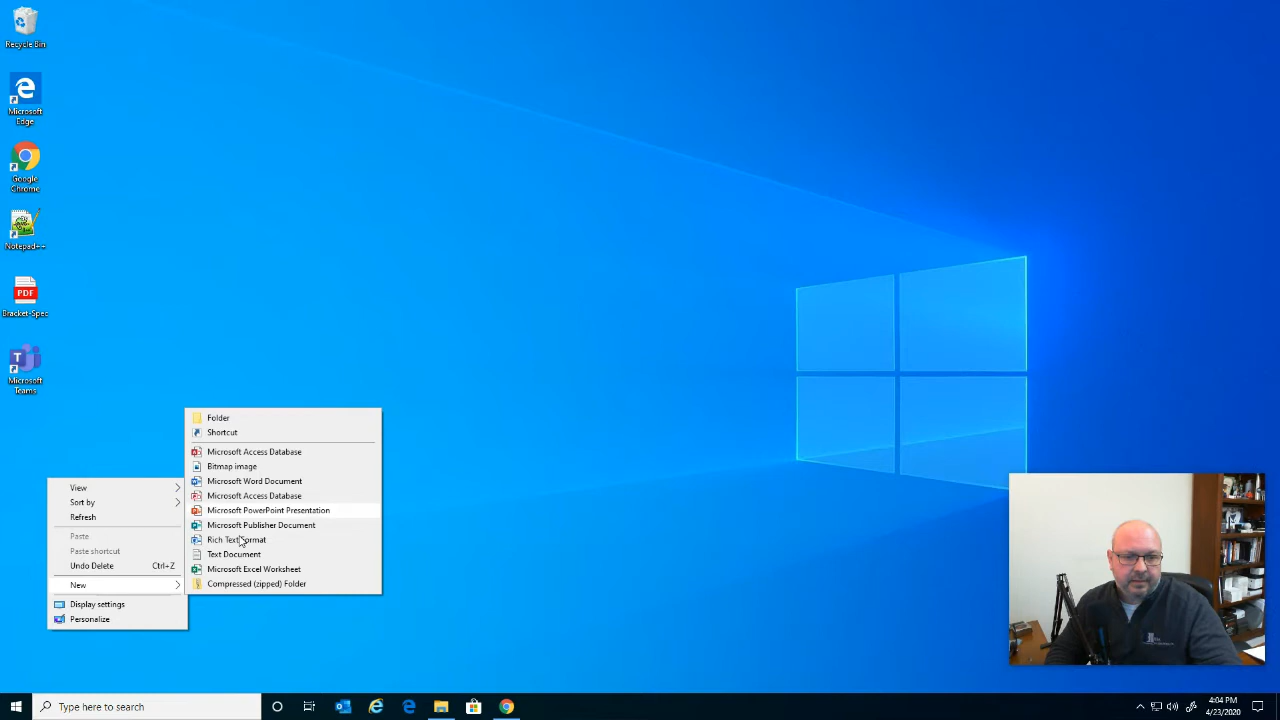 Recycle Bin
Microsoft
Edge
Google
Chrome
Notepad++
PDF
Bracket-Spec
Microsoft
Teams
Folder
Shortcut
Microsoft Access Database
Bitmap image
Microsoft Word Document
Microsoft Access Database
Microsoft PowerPoint Presentation
Microsoft Publisher Document
Rich Text Format
Text Document
Microsoft Excel Worksheet
Compressed (zipped) Folder
View
Sort by
Refresh
Paste
Paste shortcut
Undo Delete Ctrl+Z
New
Display settings
Personalize
Type here to search
4:04 PM
4/23/2020